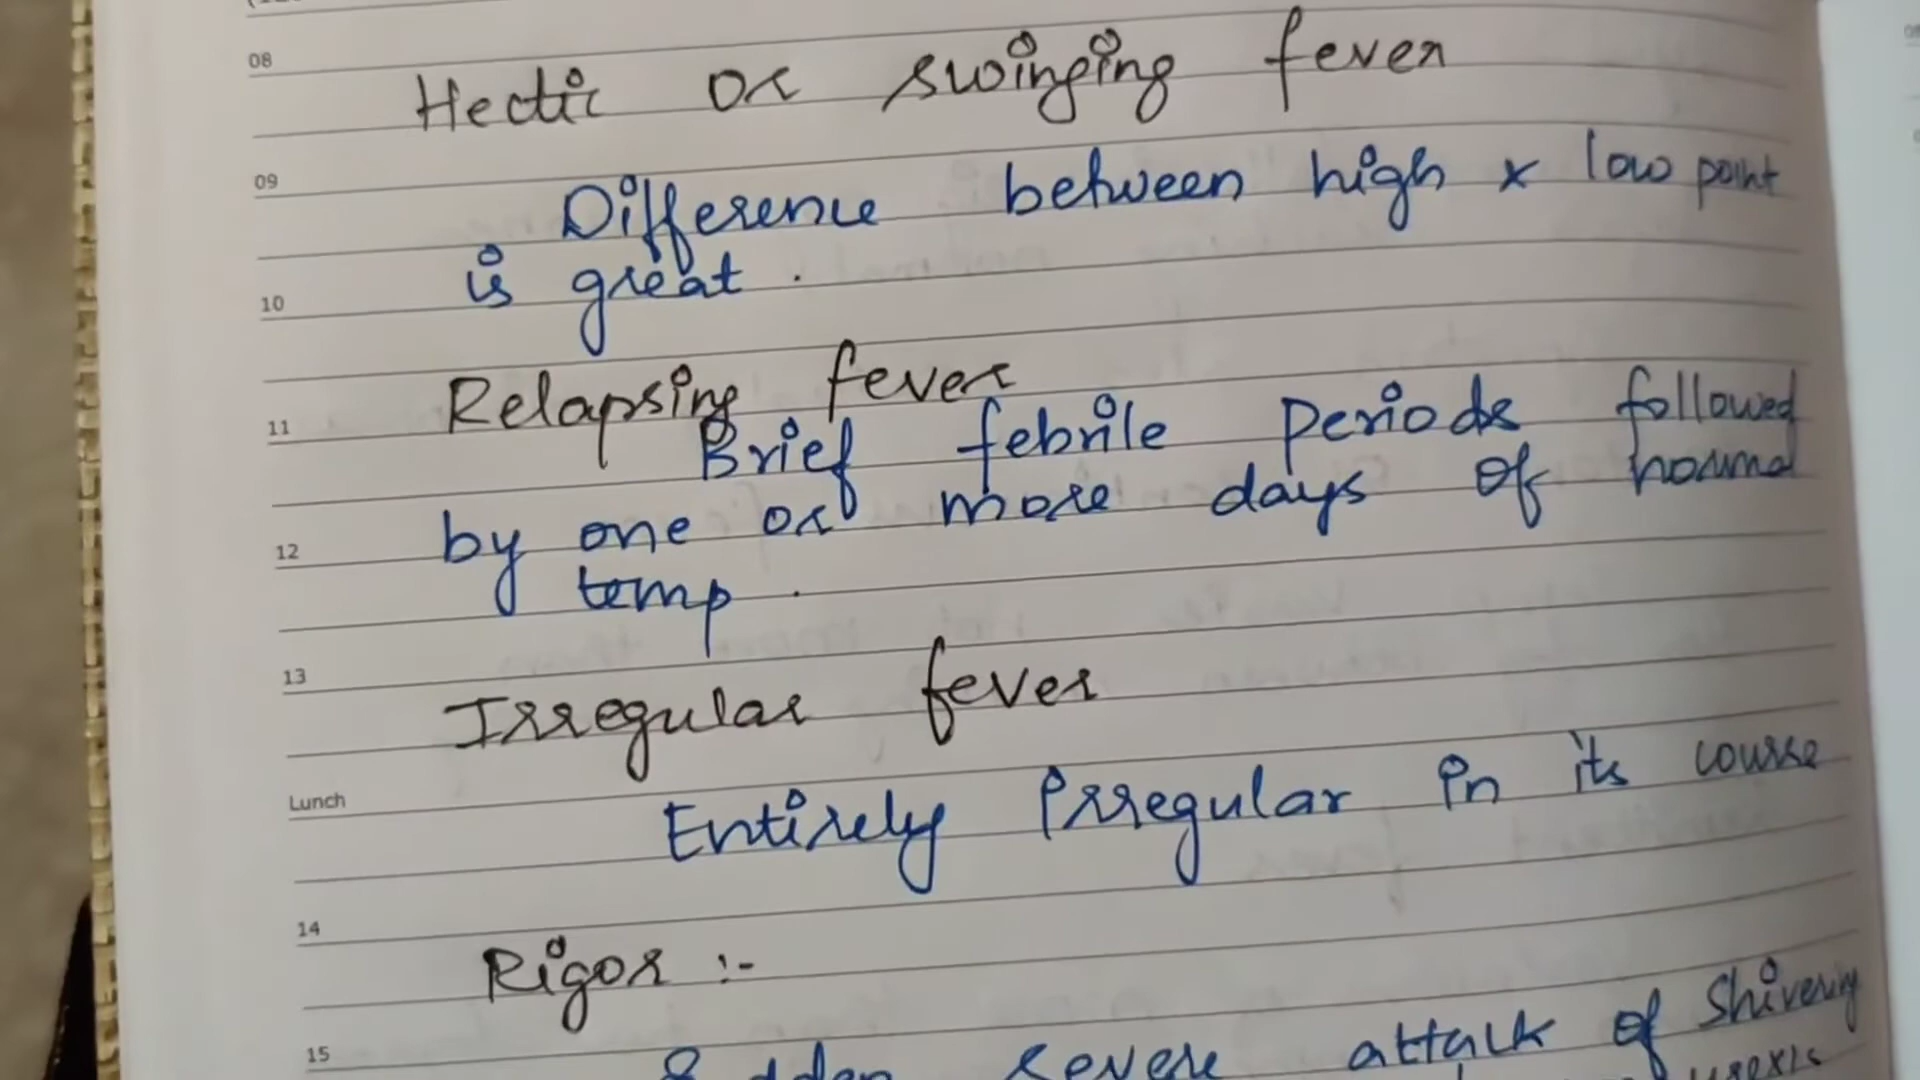 08
Hectic or swinging fever
09
Difference between high x low point
10
is great .
Relapsing fever
11
Brief febrile periods followed
by one or more days of normal
12
temp .
13
Irregular fever
Lunch
Entirely irregular in its course
14
Rigor :-
15
Sudden severe attack of Shivering